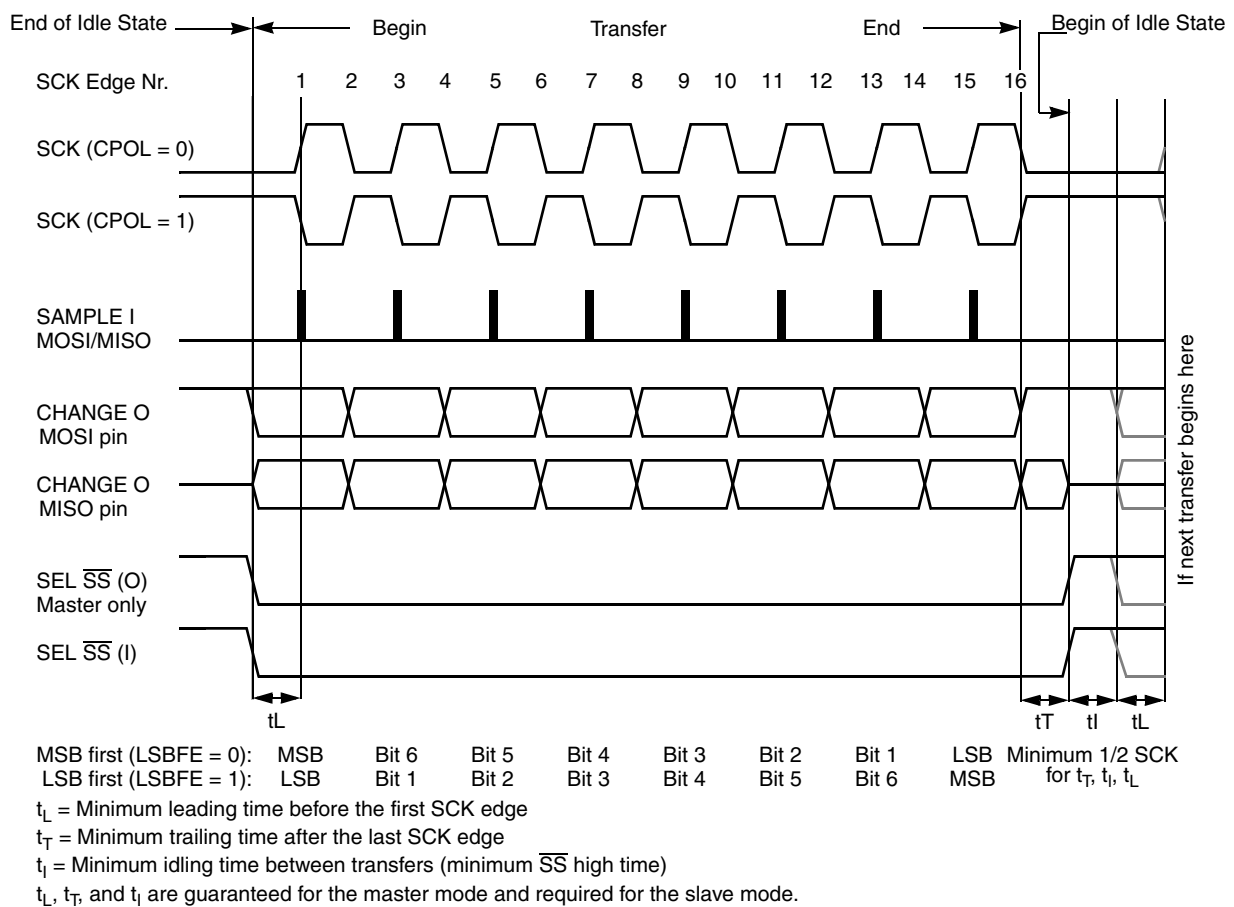 End of Idle State
Begin
Transfer
End
Begin of Idle State
SCK Edge Nr.
1 2 3 4 5 6 7 8 9 10 11 12 13 14 15 16
SCK (CPOL = 0)
SCK (CPOL = 1)
SAMPLE I
MOSI/MISO
CHANGE O
MOSI pin
CHANGE O
MISO pin
SEL S̅S̅ (O)
Master only
SEL S̅S̅ (I)
If next transfer begins here
tL
tT tI tL
MSB first (LSBFE = 0): MSB Bit 6 Bit 5 Bit 4 Bit 3 Bit 2 Bit 1 LSB
LSB first (LSBFE = 1): LSB Bit 1 Bit 2 Bit 3 Bit 4 Bit 5 Bit 6 MSB
Minimum 1/2 SCK
for tT, tI, tL
tL = Minimum leading time before the first SCK edge
tT = Minimum trailing time after the last SCK edge
tI = Minimum idling time between transfers (minimum S̅S̅ high time)
tL, tT, and tI are guaranteed for the master mode and required for the slave mode.